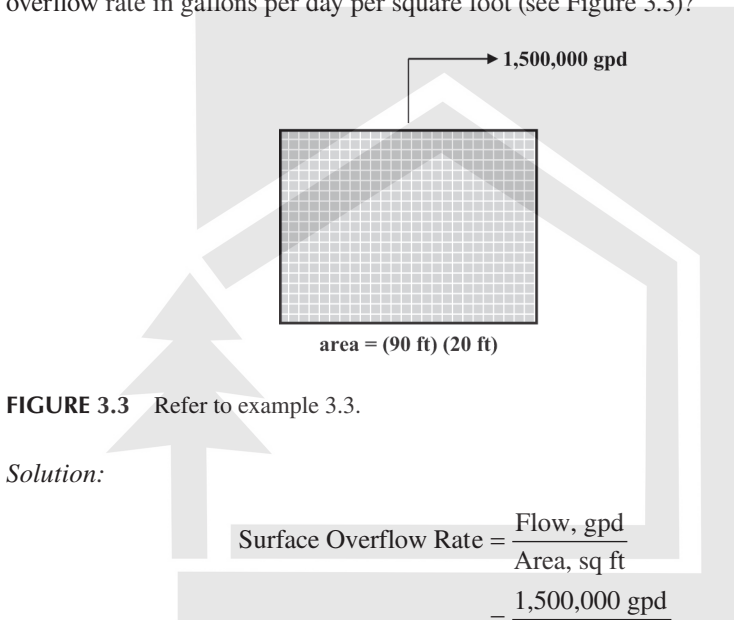 overflow rate in gallons per day per square foot (see Figure 3.3)?
1,500,000 gpd
area = (90 ft) (20 ft)
FIGURE 3.3 Refer to example 3.3.
Solution:
Surface Overflow Rate = Flow, gpd / Area, sq ft
= 1,500,000 gpd